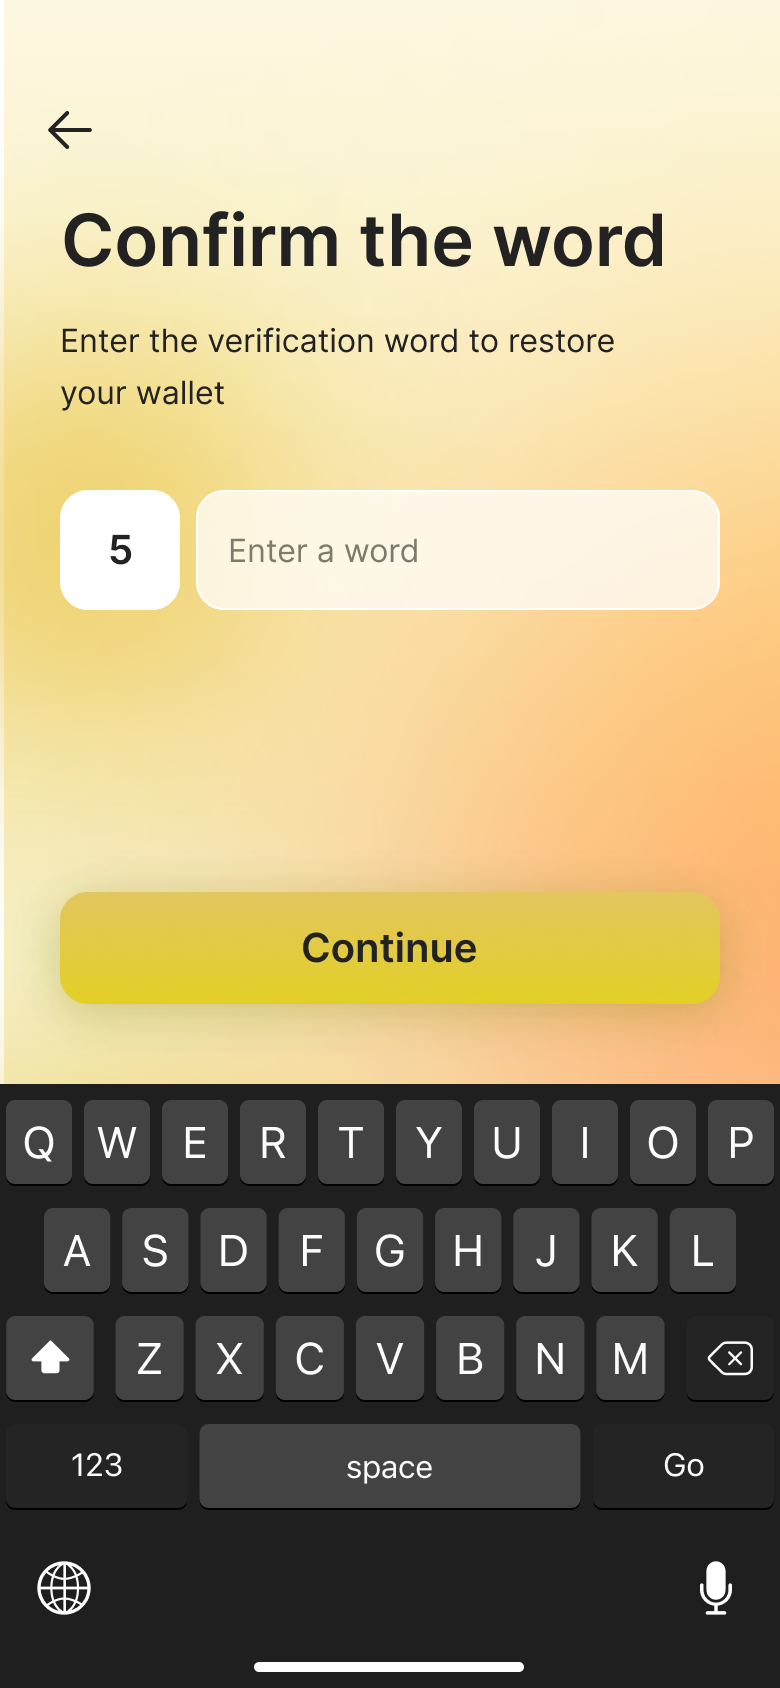 Confirm the word
Enter the verification word to restore
your wallet
5 Enter a word
Continue
Q W E R T Y U I O P
A S D F G H J K L
Z X C V B N M
123 space Go